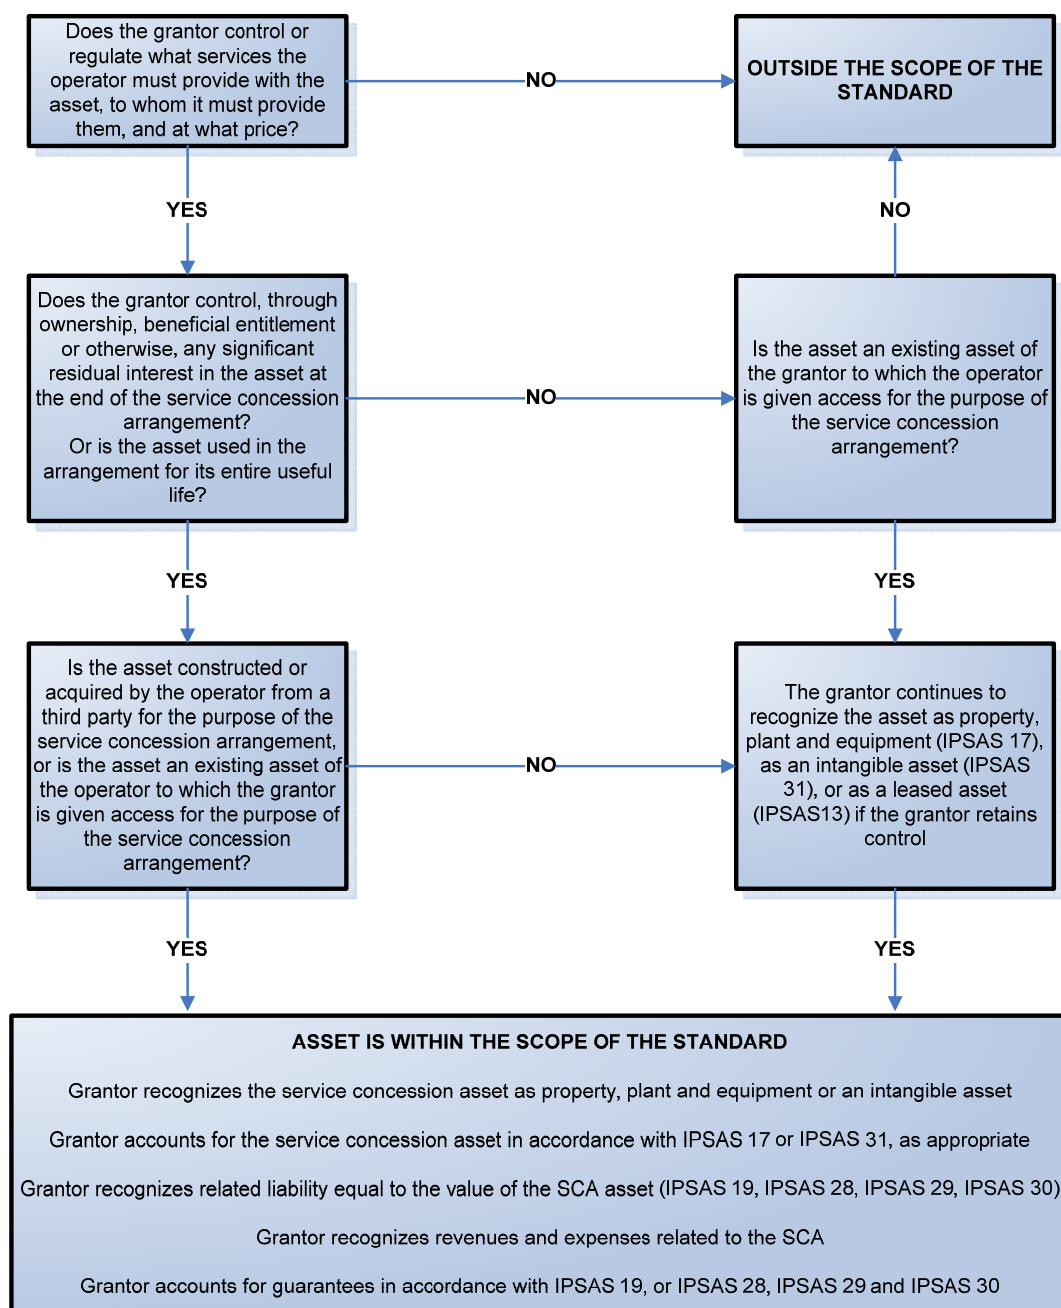 Does the grantor control or
regulate what services the
operator must provide with the
asset, to whom it must provide
them, and at what price?
NO
OUTSIDE THE SCOPE OF THE
STANDARD
YES
NO
Does the grantor control, through
ownership, beneficial entitlement
or otherwise, any significant
residual interest in the asset at
the end of the service concession
arrangement?
Or is the asset used in the
arrangement for its entire useful
life?
NO
Is the asset an existing asset of
the grantor to which the operator
is given access for the purpose of
the service concession
arrangement?
YES
YES
Is the asset constructed or
acquired by the operator from a
third party for the purpose of the
service concession arrangement,
or is the asset an existing asset of
the operator to which the grantor
is given access for the purpose of
the service concession
arrangement?
NO
The grantor continues to
recognize the asset as property,
plant and equipment (IPSAS 17),
as an intangible asset (IPSAS
31), or as a leased asset
(IPSAS13) if the grantor retains
control
YES
YES
ASSET IS WITHIN THE SCOPE OF THE STANDARD
Grantor recognizes the service concession asset as property, plant and equipment or an intangible asset
Grantor accounts for the service concession asset in accordance with IPSAS 17 or IPSAS 31, as appropriate
Grantor recognizes related liability equal to the value of the SCA asset (IPSAS 19, IPSAS 28, IPSAS 29, IPSAS 30)
Grantor recognizes revenues and expenses related to the SCA
Grantor accounts for guarantees in accordance with IPSAS 19, or IPSAS 28, IPSAS 29 and IPSAS 30